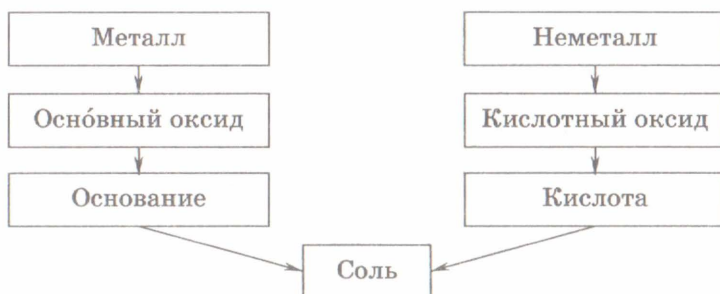 Металл
Неметалл
Осно́вный оксид
Кислотный оксид
Основание
Кислота
Соль